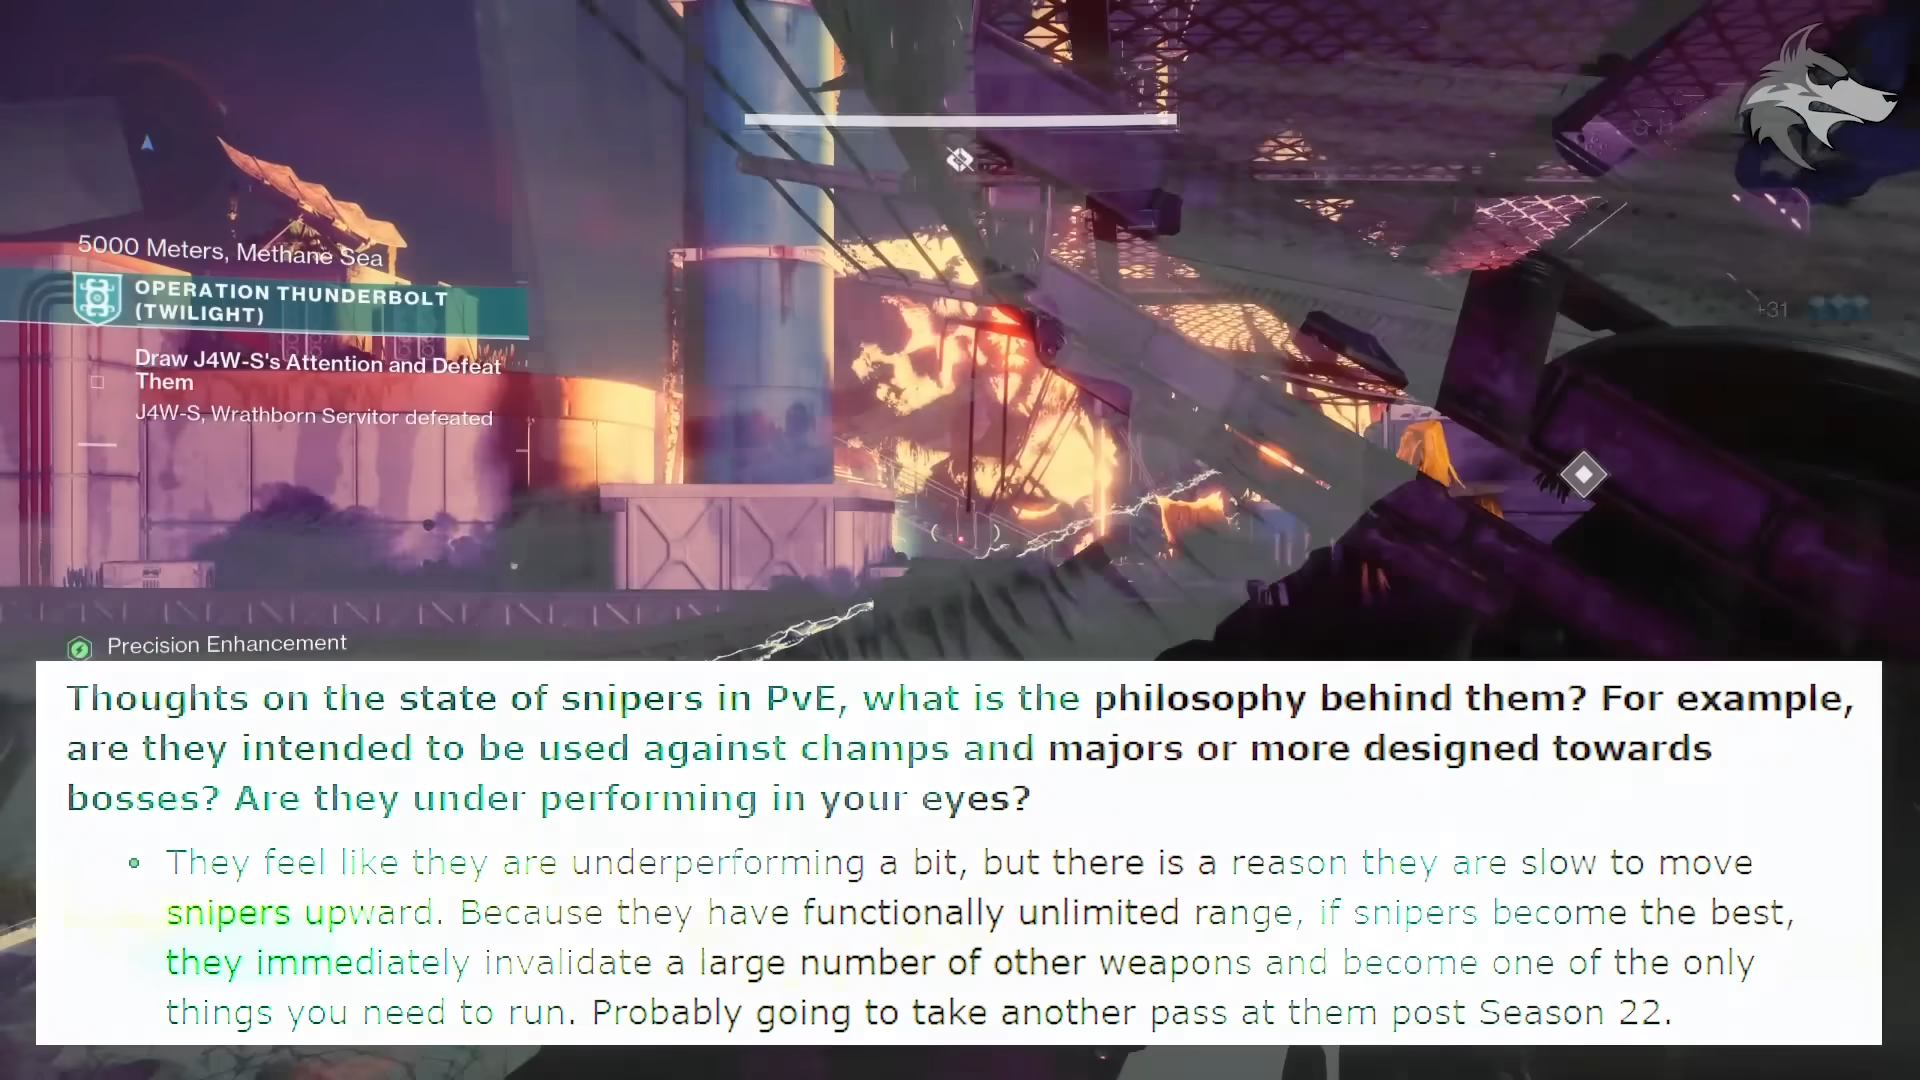 5000 Meters, Methane Sea
OPERATION THUNDERBOLT
(TWILIGHT)
Draw J4W-S's Attention and Defeat
Them
J4W-S, Wrathborn Servitor defeated
+31
Precision Enhancement
Thoughts on the state of snipers in PvE, what is the philosophy behind them? For example,
are they intended to be used against champs and majors or more designed towards
bosses? Are they under performing in your eyes?
• They feel like they are underperforming a bit, but there is a reason they are slow to move
snipers upward. Because they have functionally unlimited range, if snipers become the best,
they immediately invalidate a large number of other weapons and become one of the only
things you need to run. Probably going to take another pass at them post Season 22.